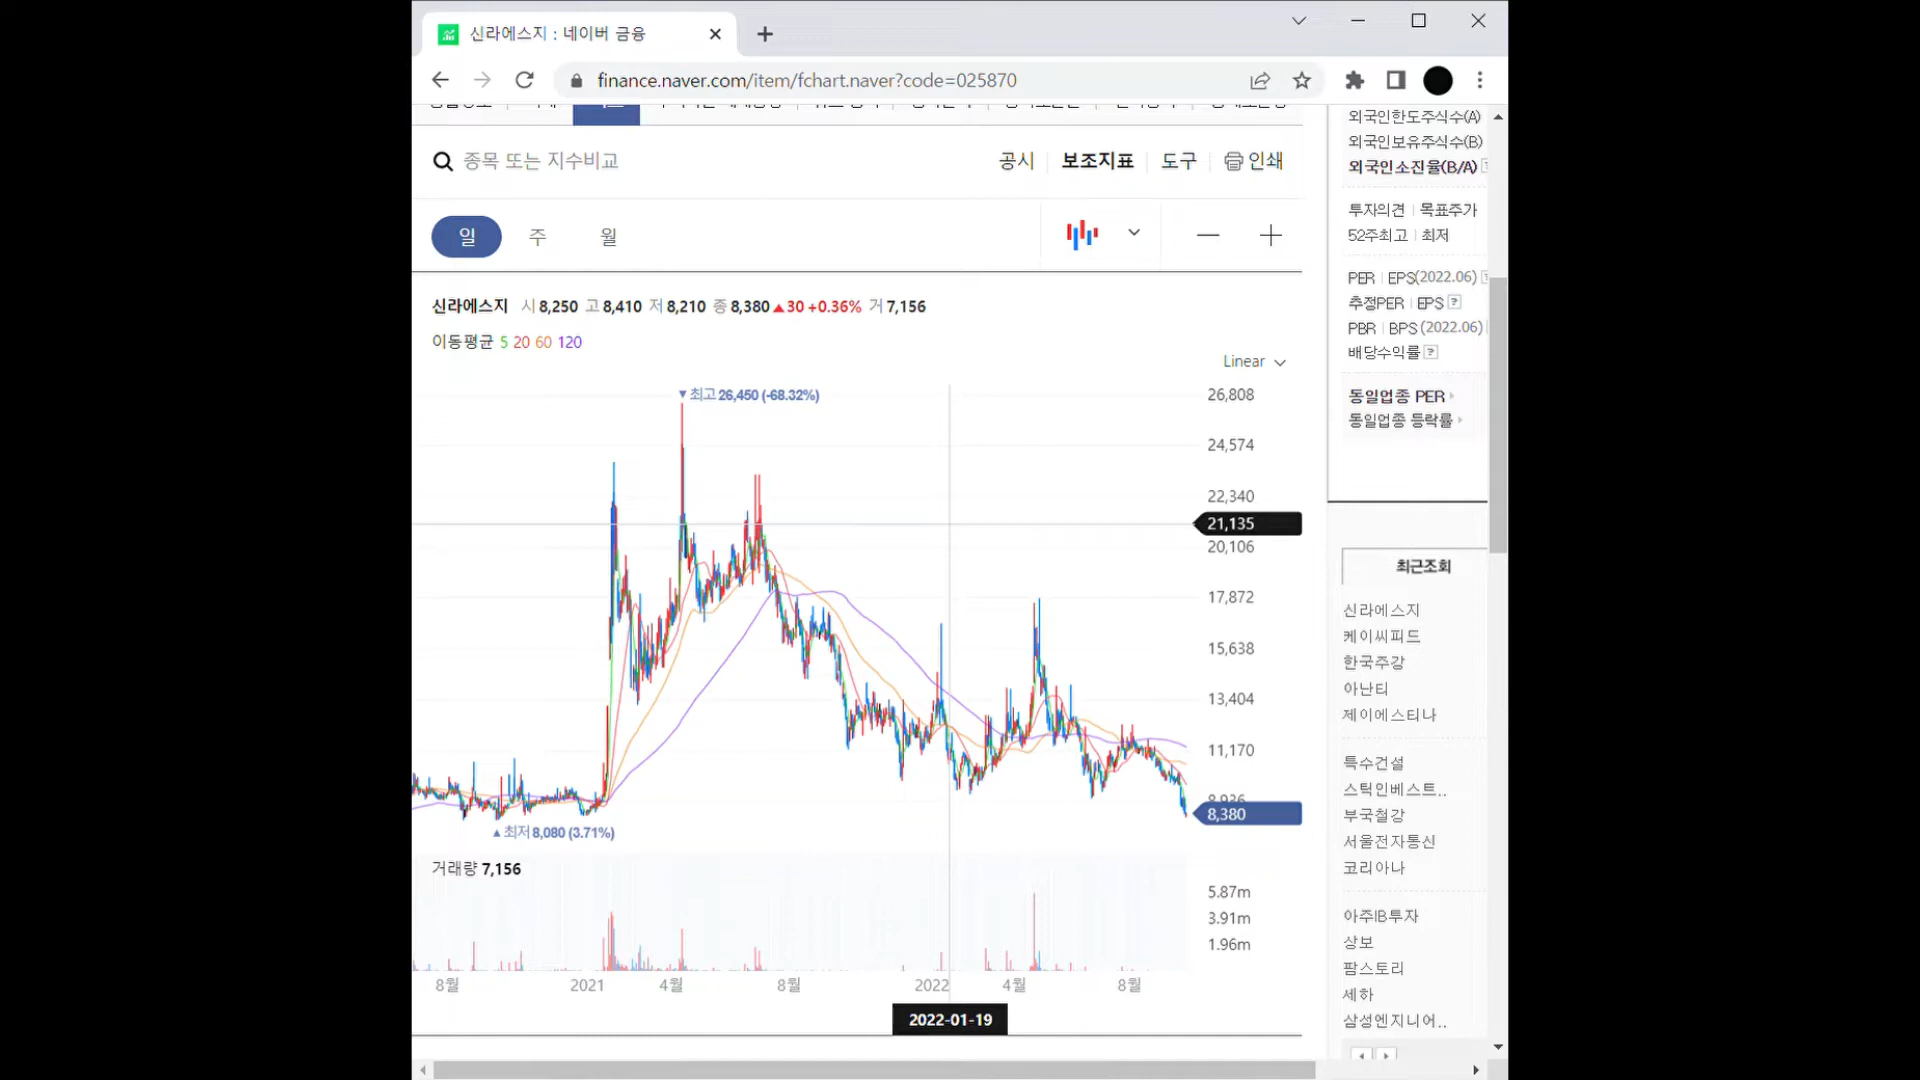 신라에스지 : 네이버 금융
finance.naver.com/item/fchart.naver?code=025870
종목 또는 지수비교
공시 보조지표 도구 인쇄
일 주 월
신라에스지 시 8,250 고 8,410 저 8,210 종 8,380 ▲30 +0.36% 거 7,156
이동평균 5 20 60 120
Linear
▼최고 26,450 (-68.32%)
26,808
24,574
22,340
21,135
20,106
17,872
15,638
13,404
11,170
8,936
8,380
▲최저 8,080 (3.71%)
거래량 7,156
5.87m
3.91m
1.96m
8월 2021 4월 8월 2022 4월 8월
2022-01-19
외국인한도주식수(A)
외국인보유주식수(B)
외국인소진율(B/A) ?
투자의견 | 목표주가
52주최고 | 최저
PER | EPS(2022.06) ?
추정PER | EPS ?
PBR | BPS (2022.06)
배당수익률 ?
동일업종 PER
동일업종 등락률
최근조회
신라에스지
케이씨피드
한국주강
아난티
제이에스티나
특수건설
스틱인베스트..
부국철강
서울전자통신
코리아나
아주IB투자
상보
팜스토리
세하
삼성엔지니어..